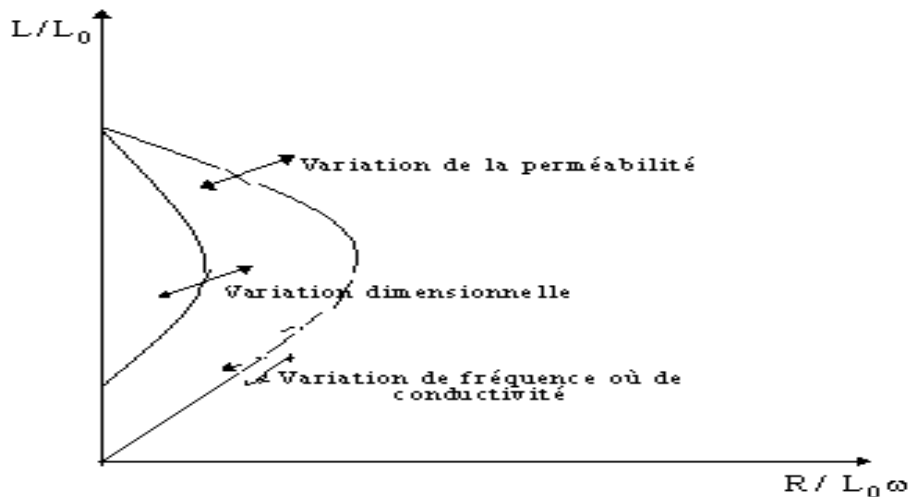 L/L₀
Variation de la perméabilité
Variation dimensionnelle
Variation de fréquence où de
conductivité
R / L₀ω